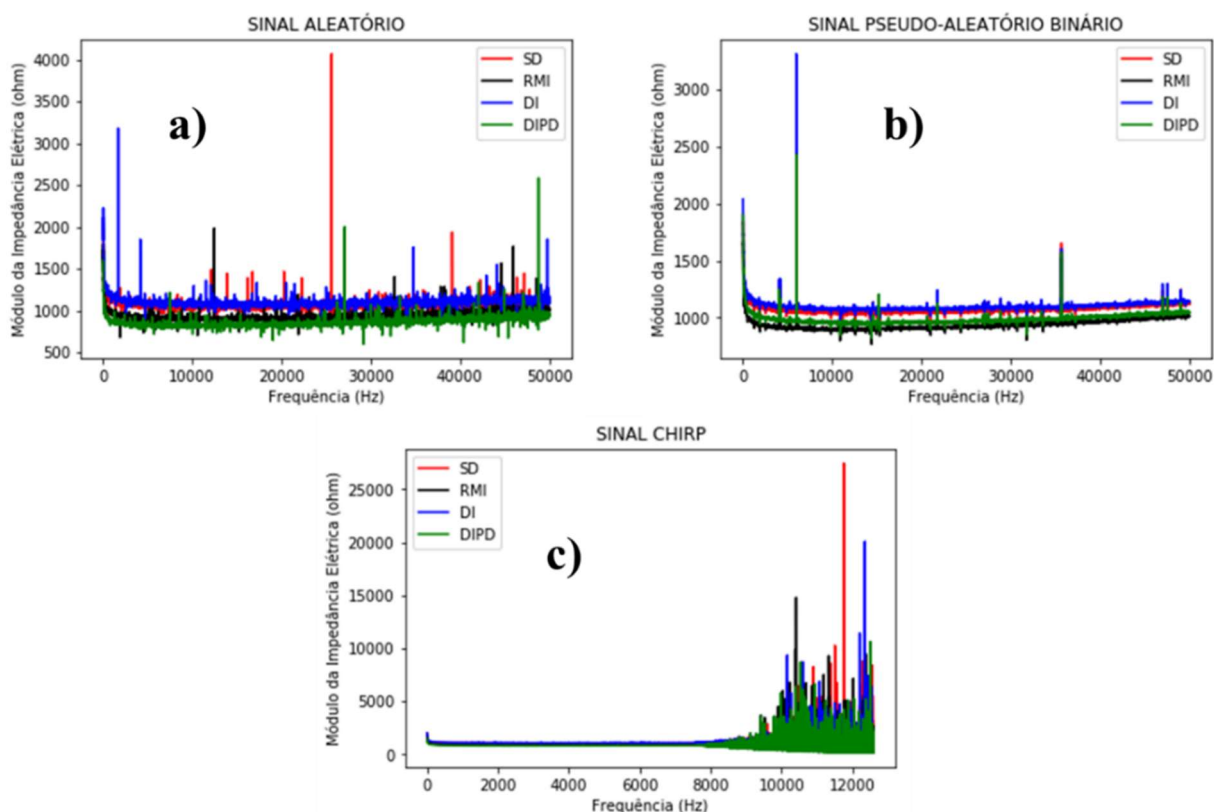 SINAL ALEATÓRIO
Módulo da Impedância Elétrica (ohm)
4000
3500
3000
2500
2000
1500
1000
500
a)
SD
RMI
DI
DIPD
0
10000
20000
30000
40000
50000
Frequência (Hz)
SINAL PSEUDO-ALEATÓRIO BINÁRIO
Módulo da Impedância Elétrica (ohm)
3000
2500
2000
1500
1000
b)
SD
RMI
DI
DIPD
0
10000
20000
30000
40000
50000
Frequência (Hz)
SINAL CHIRP
Módulo da Impedância Elétrica (ohm)
25000
20000
15000
10000
5000
0
SD
RMI
DI
DIPD
c)
0
2000
4000
6000
8000
10000
12000
Frequência (Hz)